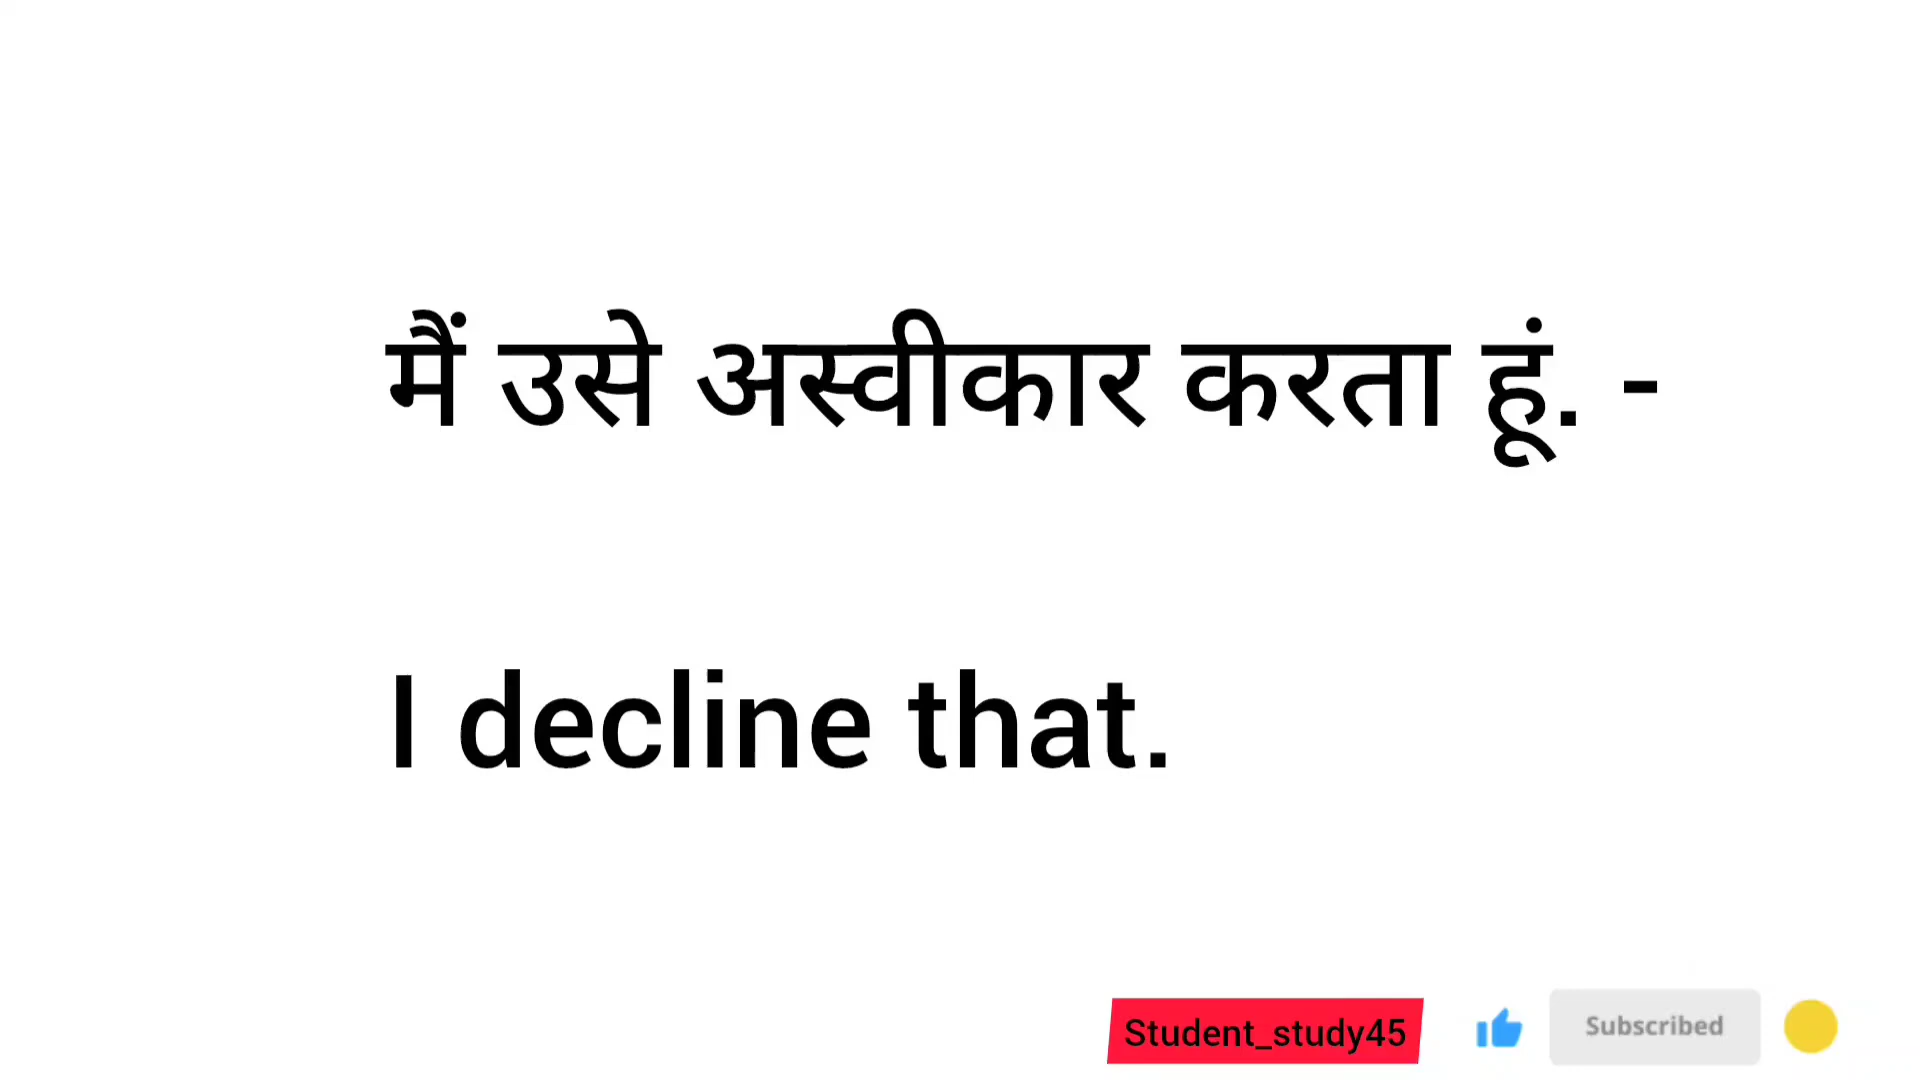 मैं उसे अस्वीकार करता हूं. -
I decline that.
Student_study45
Subscribed